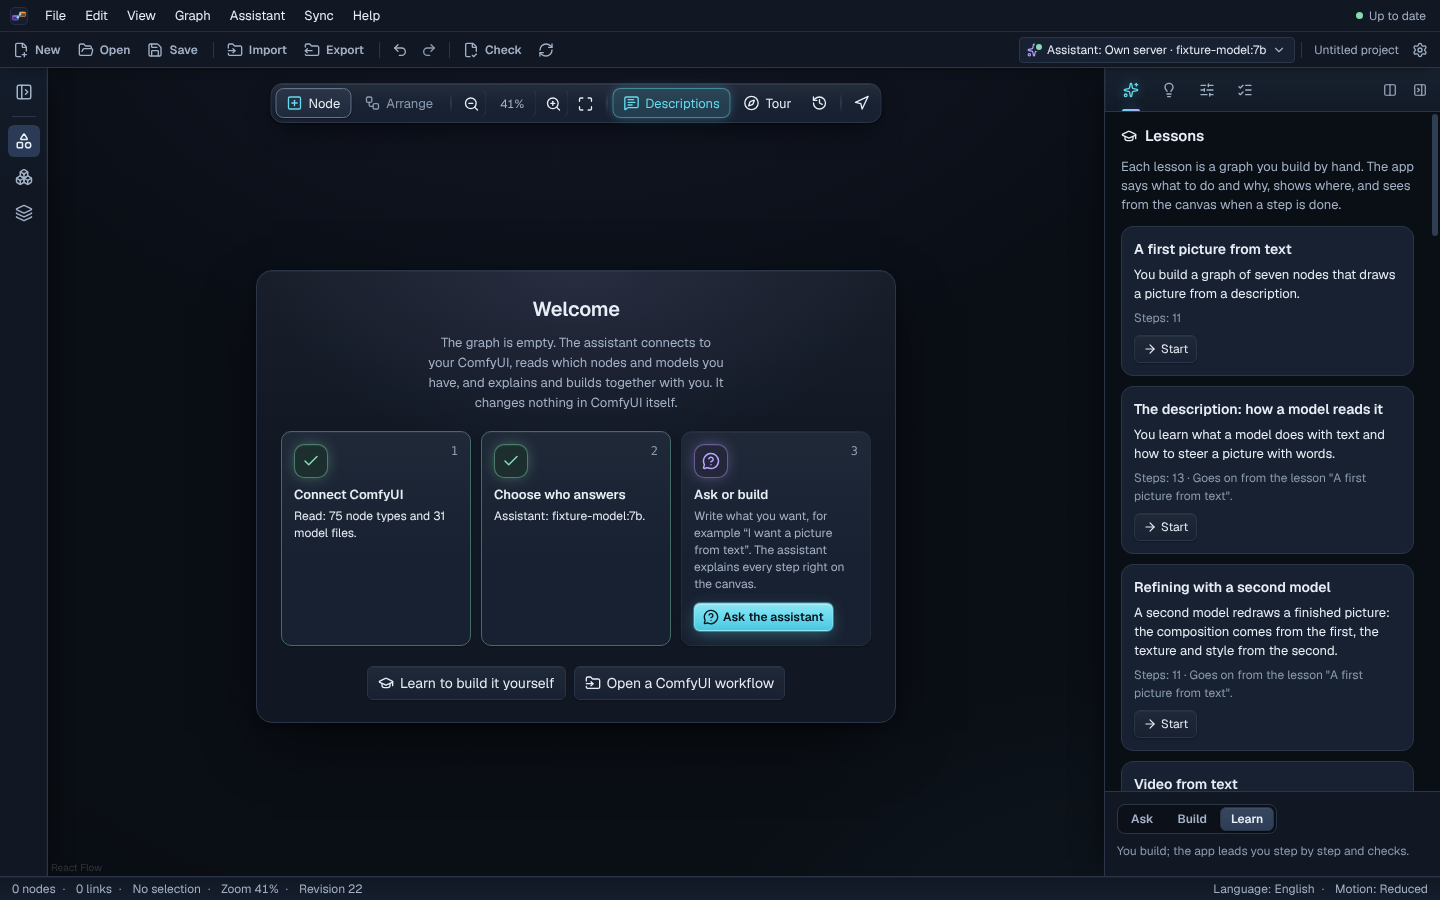 File Edit View Graph Assistant Sync Help
Up to date
New Open Save Import Export Check
Assistant: Own server · fixture-model:7b
Untitled project
Node Arrange 41% Descriptions Tour
Welcome
The graph is empty. The assistant connects to
your ComfyUI, reads which nodes and models you
have, and explains and builds together with you. It
changes nothing in ComfyUI itself.
1
Connect ComfyUI
Read: 75 node types and 31
model files.
2
Choose who answers
Assistant: fixture-model:7b.
3
Ask or build
Write what you want, for
example “I want a picture
from text”. The assistant
explains every step right on
the canvas.
Ask the assistant
Learn to build it yourself
Open a ComfyUI workflow
React Flow
Lessons
Each lesson is a graph you build by hand. The app
says what to do and why, shows where, and sees
from the canvas when a step is done.
A first picture from text
You build a graph of seven nodes that draws
a picture from a description.
Steps: 11
Start
The description: how a model reads it
You learn what a model does with text and
how to steer a picture with words.
Steps: 13 · Goes on from the lesson "A first
picture from text".
Start
Refining with a second model
A second model redraws a finished picture:
the composition comes from the first, the
texture and style from the second.
Steps: 11 · Goes on from the lesson "A first
picture from text".
Start
Video from text
Ask Build Learn
You build; the app leads you step by step and checks.
0 nodes · 0 links · No selection · Zoom 41% · Revision 22
Language: English · Motion: Reduced